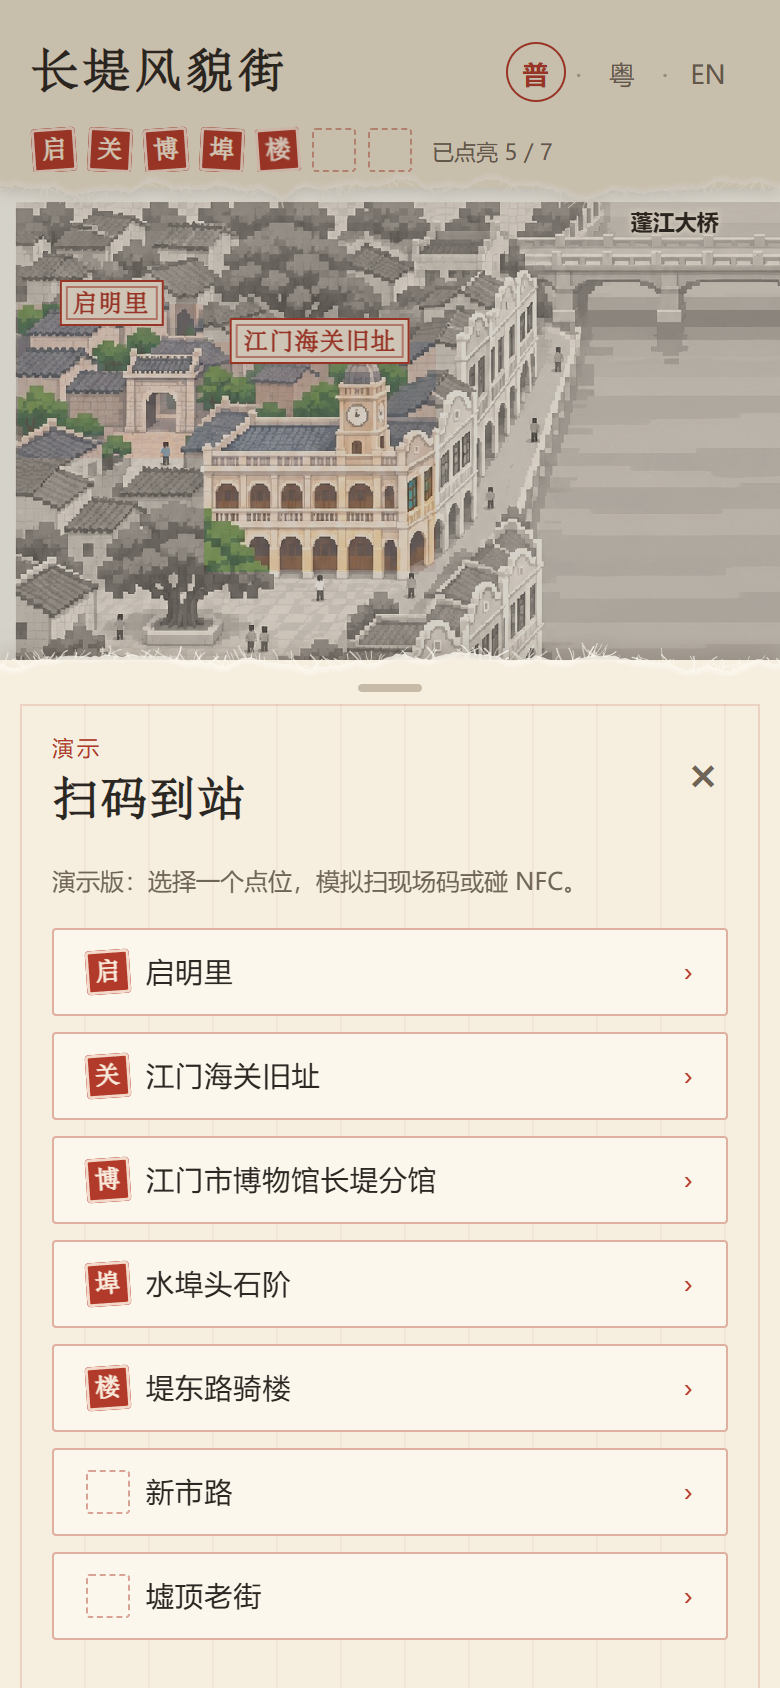 长堤风貌街
普 · 粤 · EN
启 关 博 埠 楼 已点亮 5 / 7
蓬江大桥
启明里
江门海关旧址
演示
扫码到站
×
演示版：选择一个点位，模拟扫现场码或碰 NFC。
启 启明里 ›
关 江门海关旧址 ›
博 江门市博物馆长堤分馆 ›
埠 水埠头石阶 ›
楼 堤东路骑楼 ›
新市路 ›
墟顶老街 ›